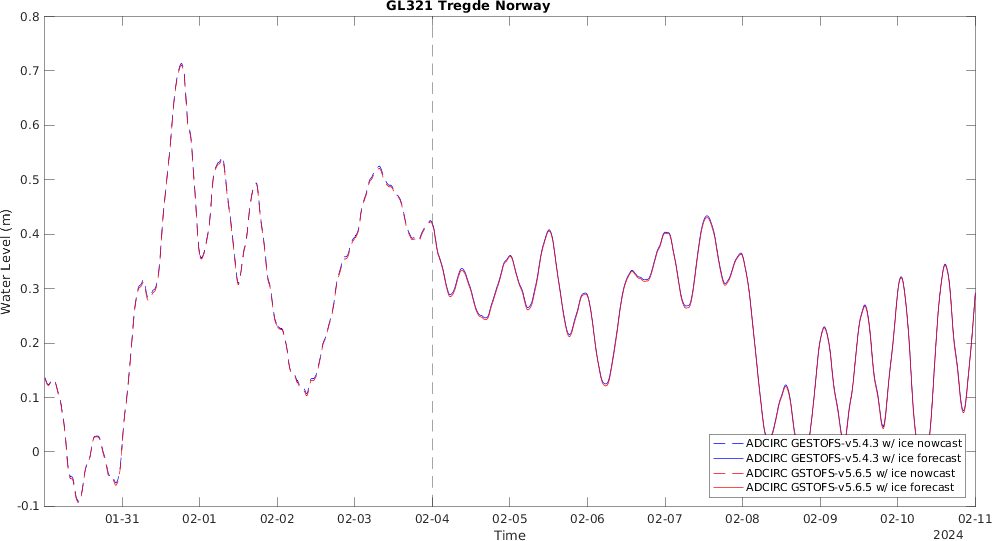 GL321 Tregde Norway
0.8
0.7
0.6
0.5
0.4
0.3
0.2
0.1
0
-0.1
Water Level (m)
01-31 02-01 02-02 02-03 02-04 02-05 02-06 02-07 02-08 02-09 02-10 02-11
Time
2024
ADCIRC GESTOFS-v5.4.3 w/ ice nowcast
ADCIRC GESTOFS-v5.4.3 w/ ice forecast
ADCIRC GSTOFS-v5.6.5 w/ ice nowcast
ADCIRC GSTOFS-v5.6.5 w/ ice forecast